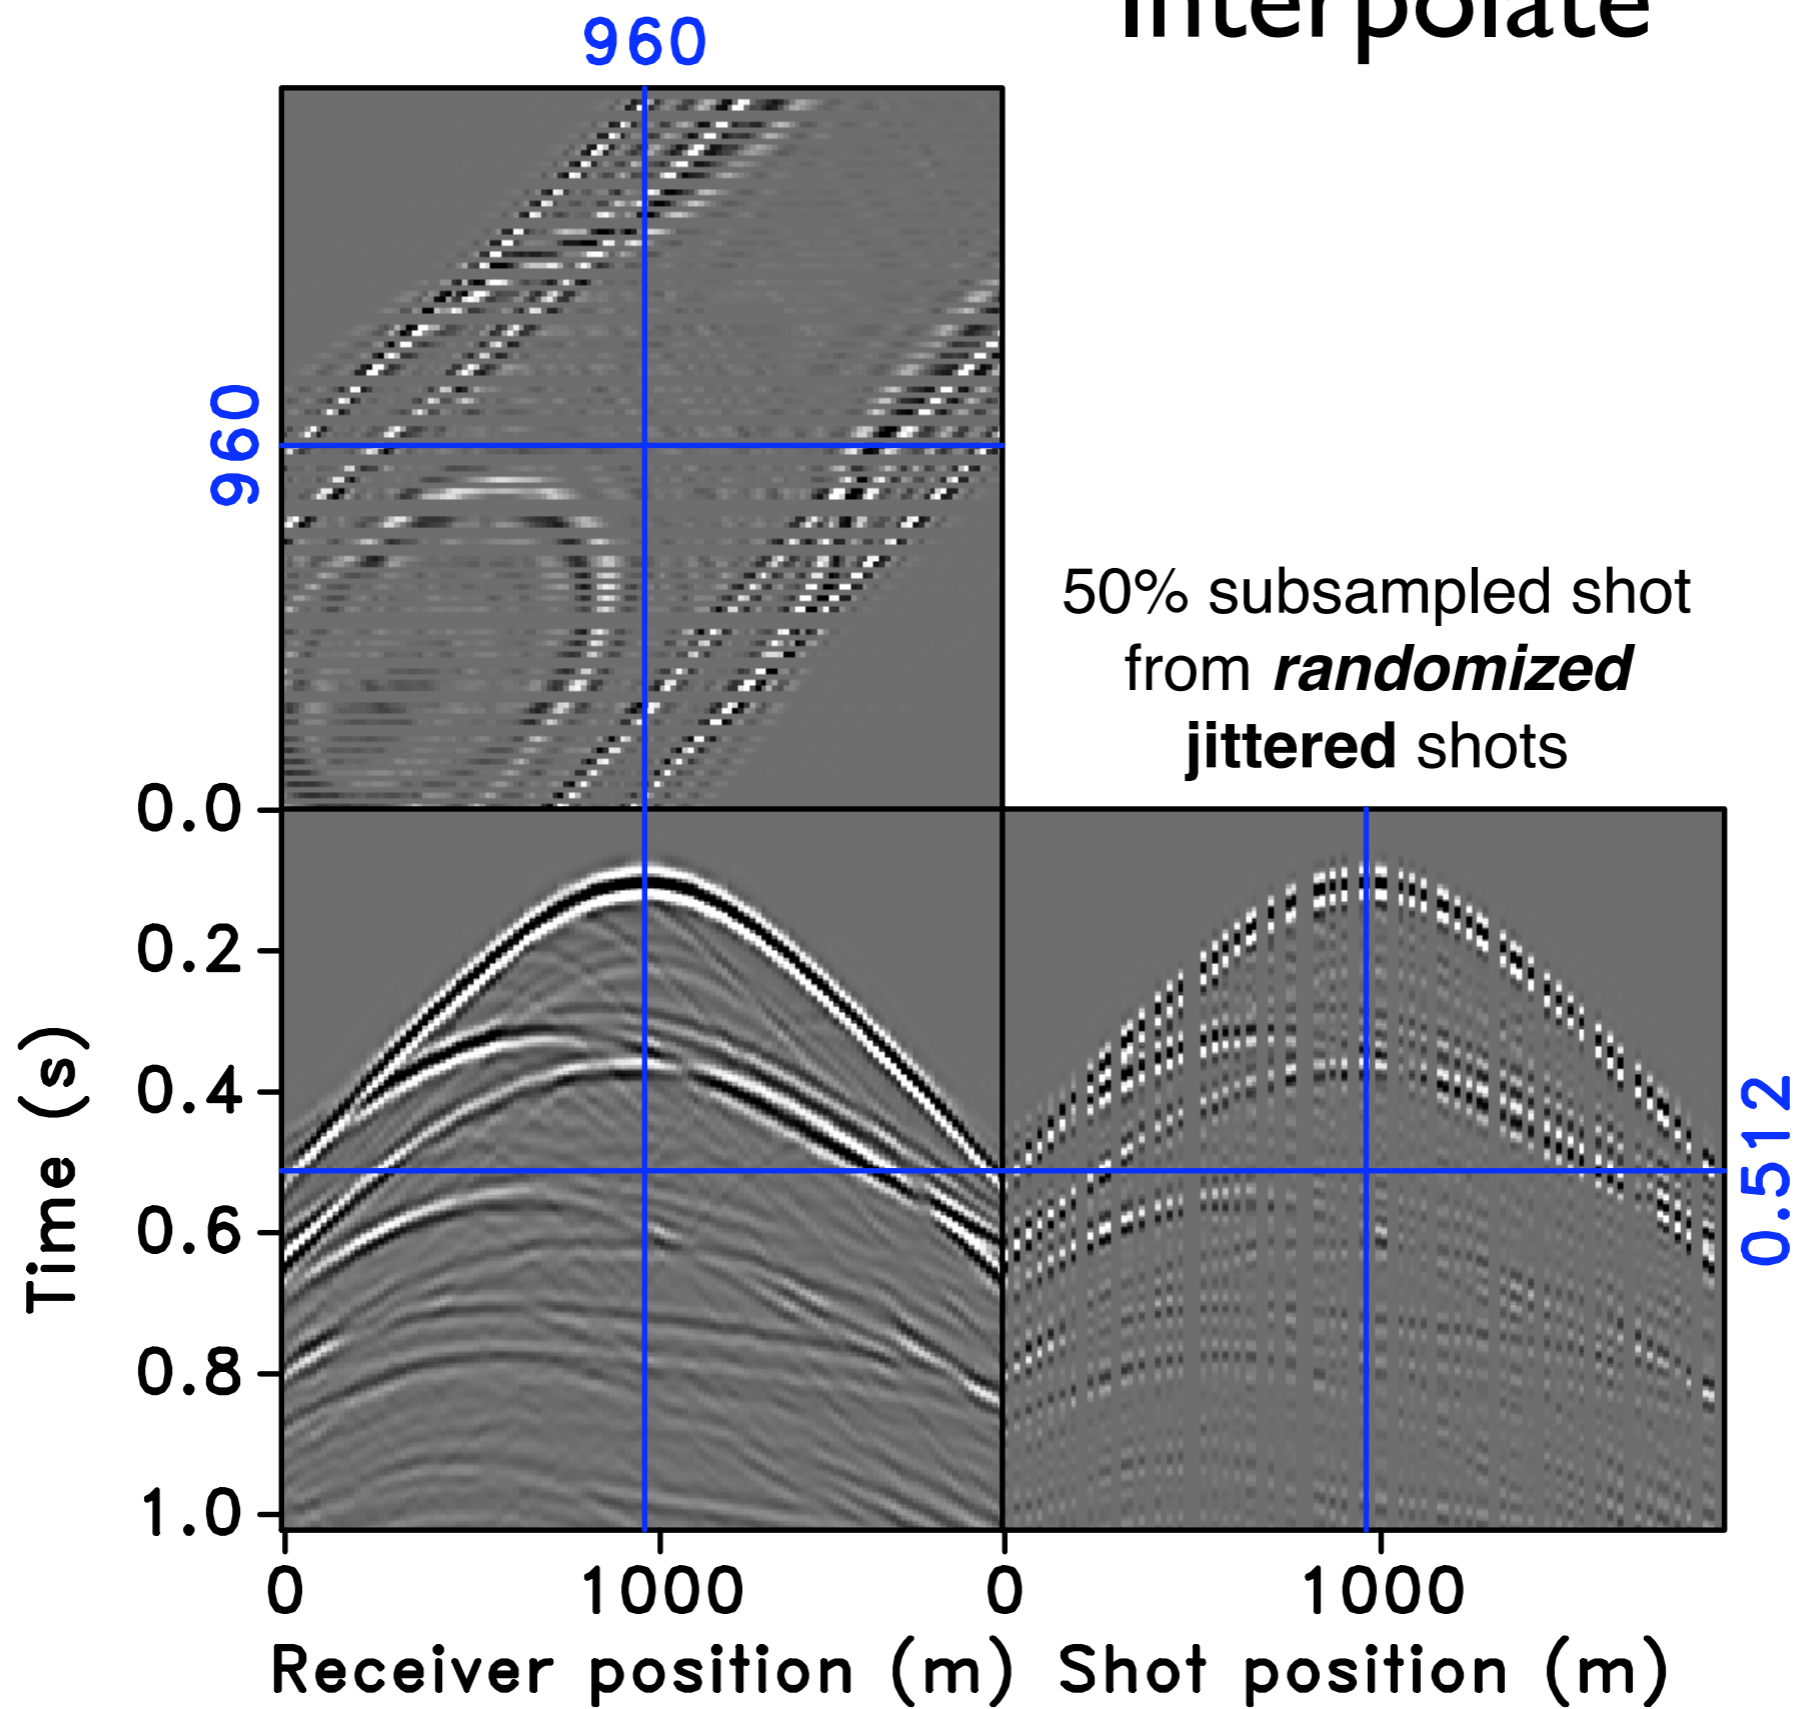 Interpolate
960
960
50% subsampled shot
from randomized
jittered shots
0.0
0.2
0.4
0.6
0.8
1.0
Time (s)
0.512
0 1000 0 1000
Receiver position (m) Shot position (m)